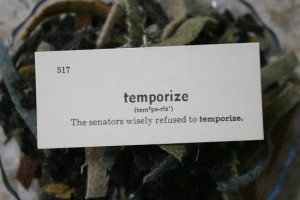 517
temporize
(tem'pə-rīz')
The senators wisely refused to temporize.